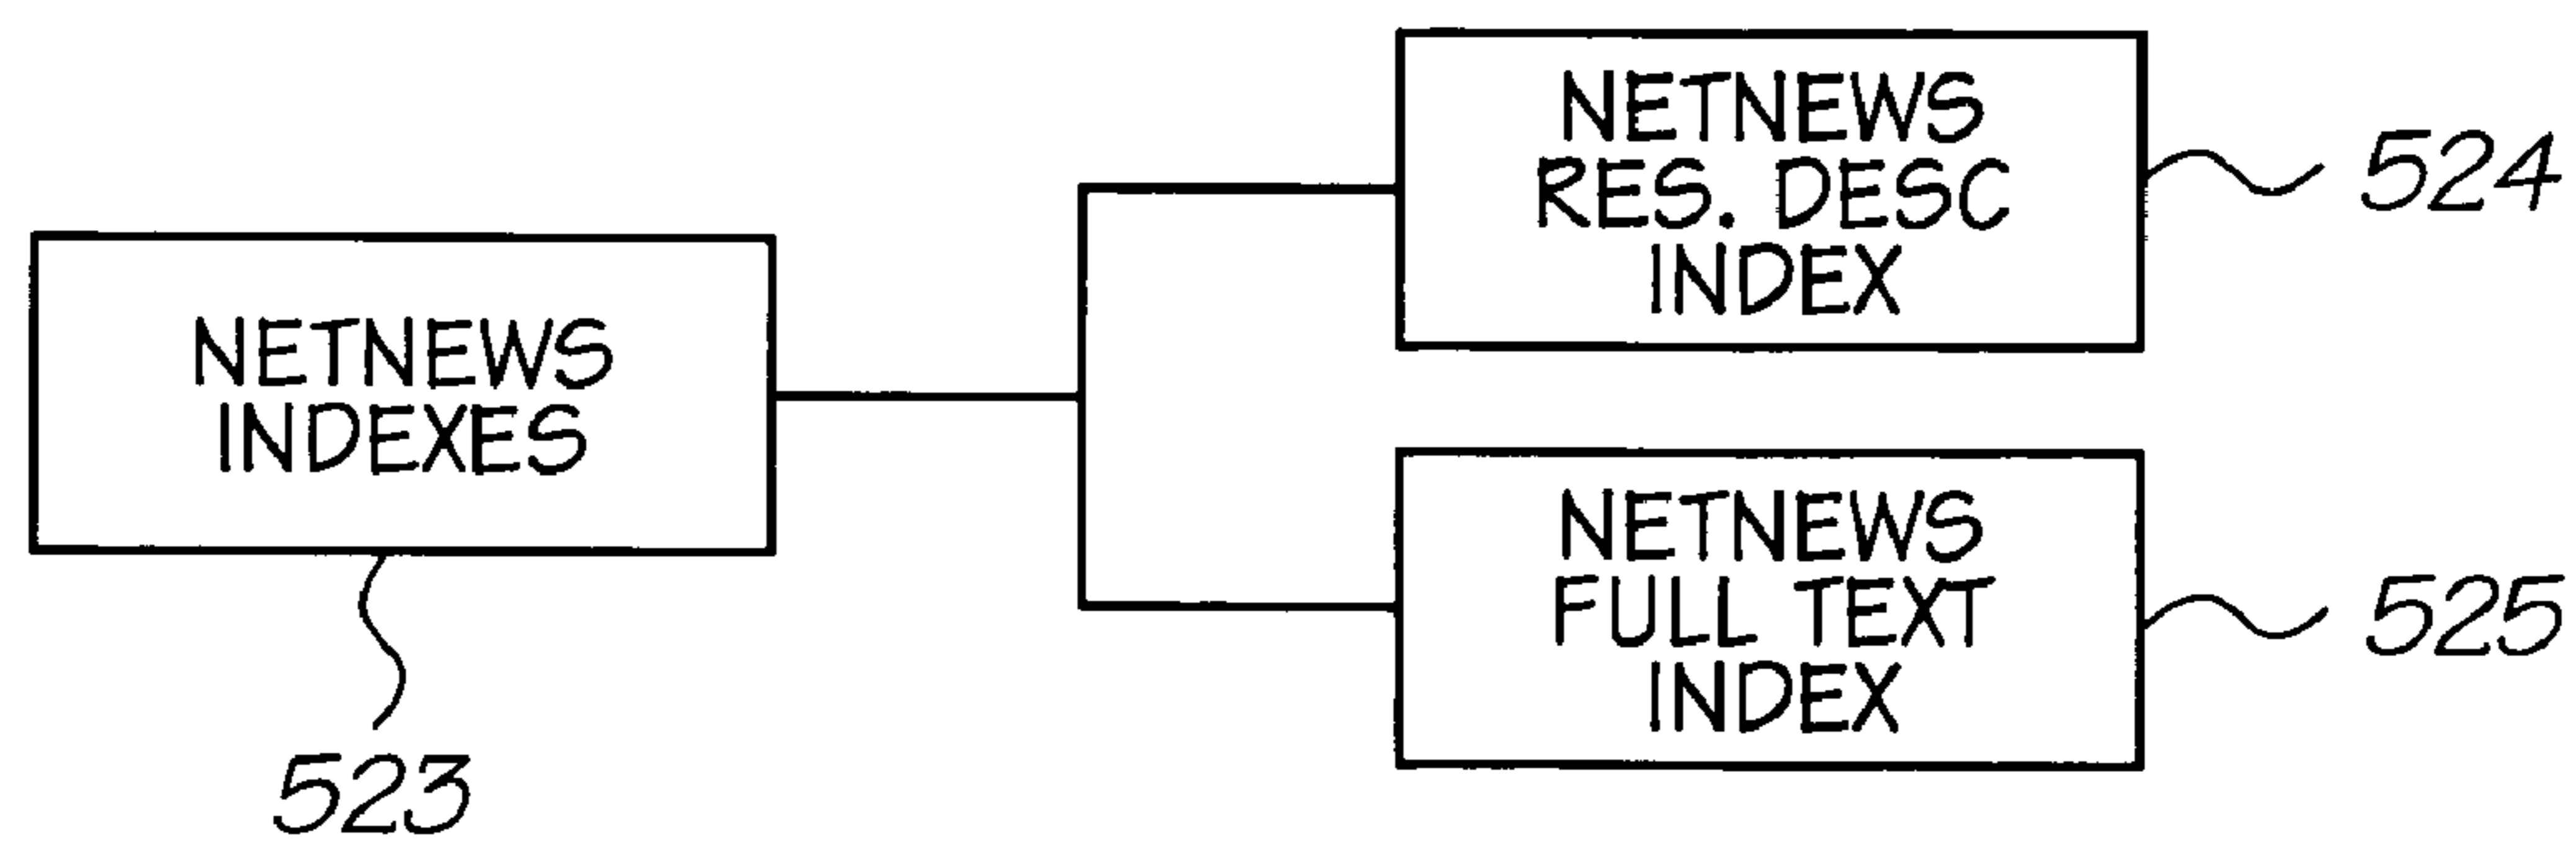 NETNEWS
INDEXES
523
NETNEWS
RES. DESC
INDEX
524
NETNEWS
FULL TEXT
INDEX
525